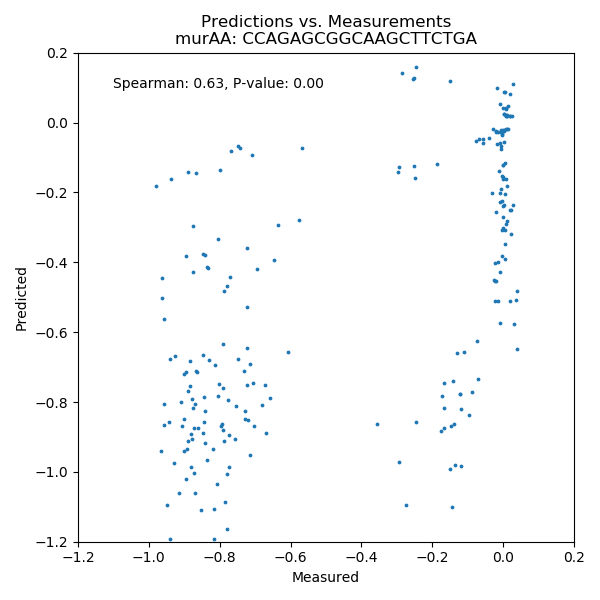 Predictions vs. Measurements
murAA: CCAGAGCGGCAAGCTTCTGA
Spearman: 0.63, P-value: 0.00
0.2
0.0
−0.2
−0.4
−0.6
−0.8
−1.0
−1.2
Predicted
−1.2 −1.0 −0.8 −0.6 −0.4 −0.2 0.0 0.2
Measured